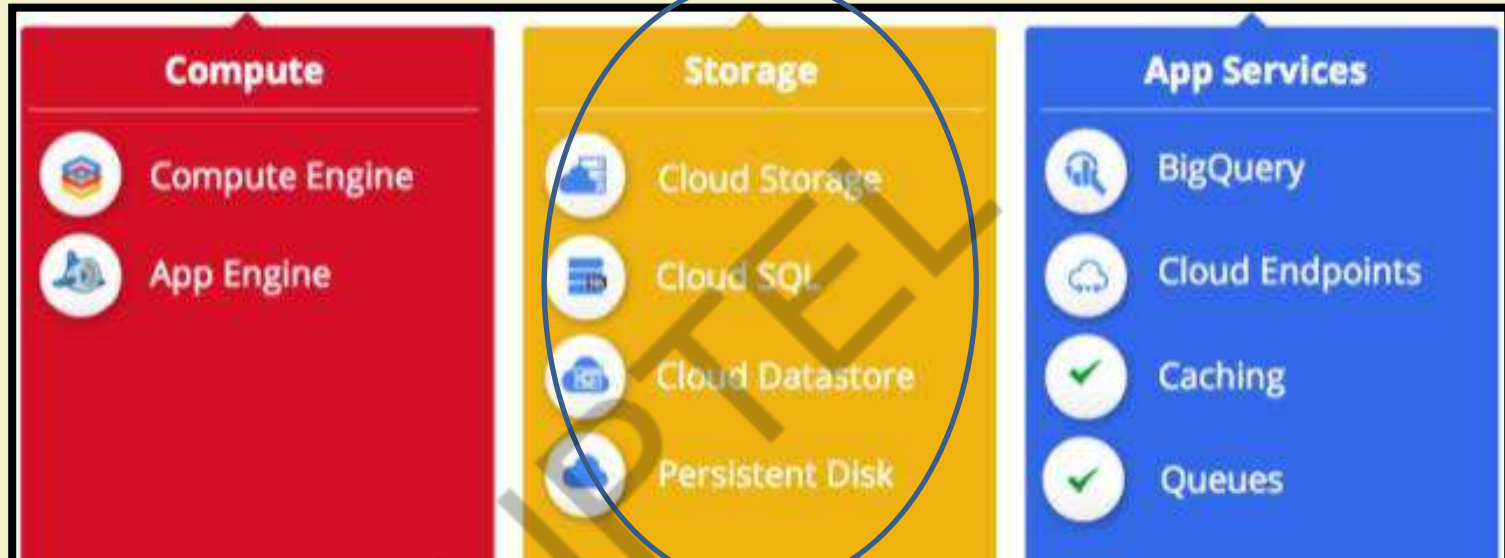 Compute
Compute Engine
App Engine
Storage
Cloud Storage
Cloud SQL
Cloud Datastore
Persistent Disk
App Services
BigQuery
Cloud Endpoints
Caching
Queues